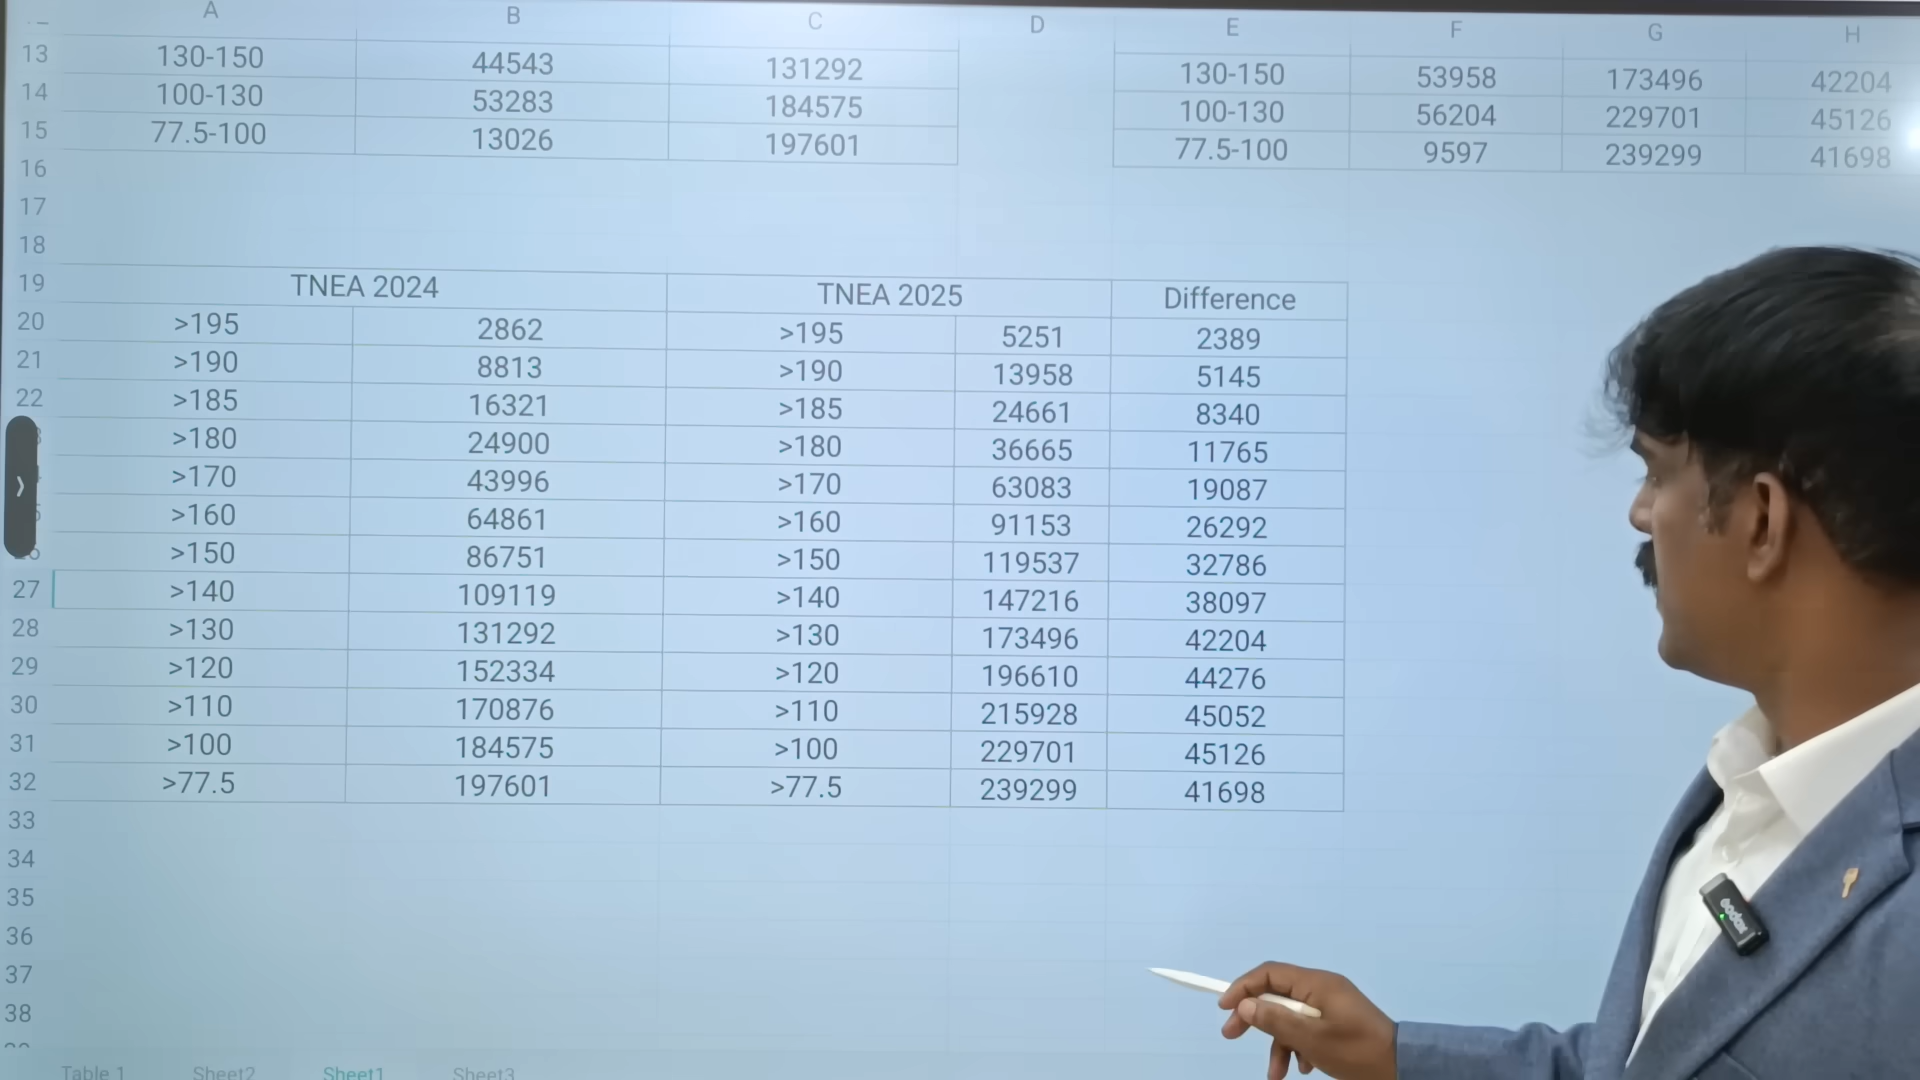 A B C D E F G H
13 130-150 44543 131292 130-150 53958 173496 42204
14 100-130 53283 184575 100-130 56204 229701 45126
15 77.5-100 13026 197601 77.5-100 9597 239299 41698
16
17
18
19 TNEA 2024 TNEA 2025 Difference
20 >195 2862 >195 5251 2389
21 >190 8813 >190 13958 5145
22 >185 16321 >185 24661 8340
>180 24900 >180 36665 11765
>170 43996 >170 63083 19087
>160 64861 >160 91153 26292
>150 86751 >150 119537 32786
27 >140 109119 >140 147216 38097
28 >130 131292 >130 173496 42204
29 >120 152334 >120 196610 44276
30 >110 170876 >110 215928 45052
31 >100 184575 >100 229701 45126
32 >77.5 197601 >77.5 239299 41698
33
34
35
36
37
38
Table 1 Sheet2 Sheet1 Sheet3
Godox